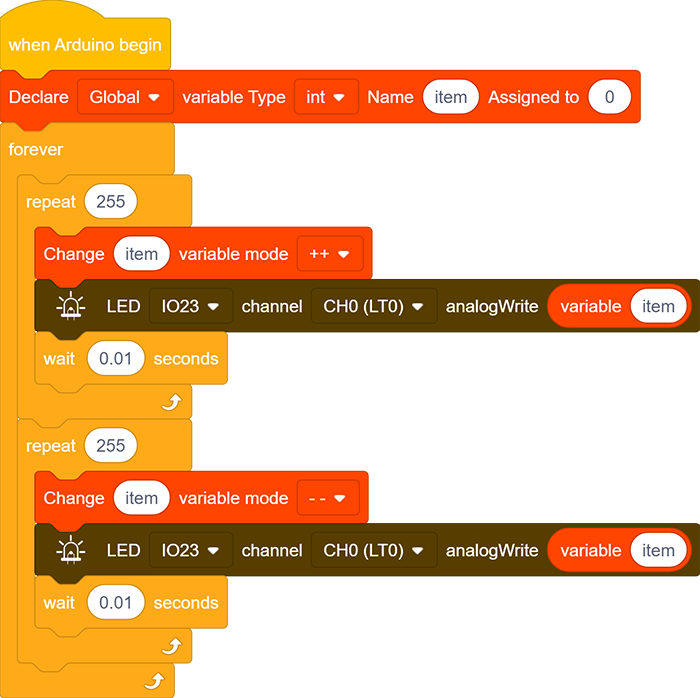 when Arduino begin
Declare Global variable Type int Name item Assigned to 0
forever
repeat 255
Change item variable mode ++
LED IO23 channel CH0 (LT0) analogWrite variable item
wait 0.01 seconds
repeat 255
Change item variable mode - -
LED IO23 channel CH0 (LT0) analogWrite variable item
wait 0.01 seconds